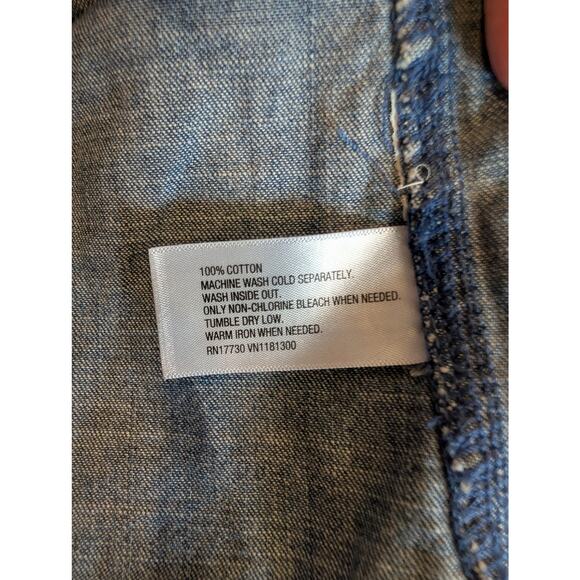 100% COTTON
MACHINE WASH COLD SEPARATELY.
WASH INSIDE OUT.
ONLY NON-CHLORINE BLEACH WHEN NEEDED.
TUMBLE DRY LOW.
WARM IRON WHEN NEEDED.
RN17730 VN1181300